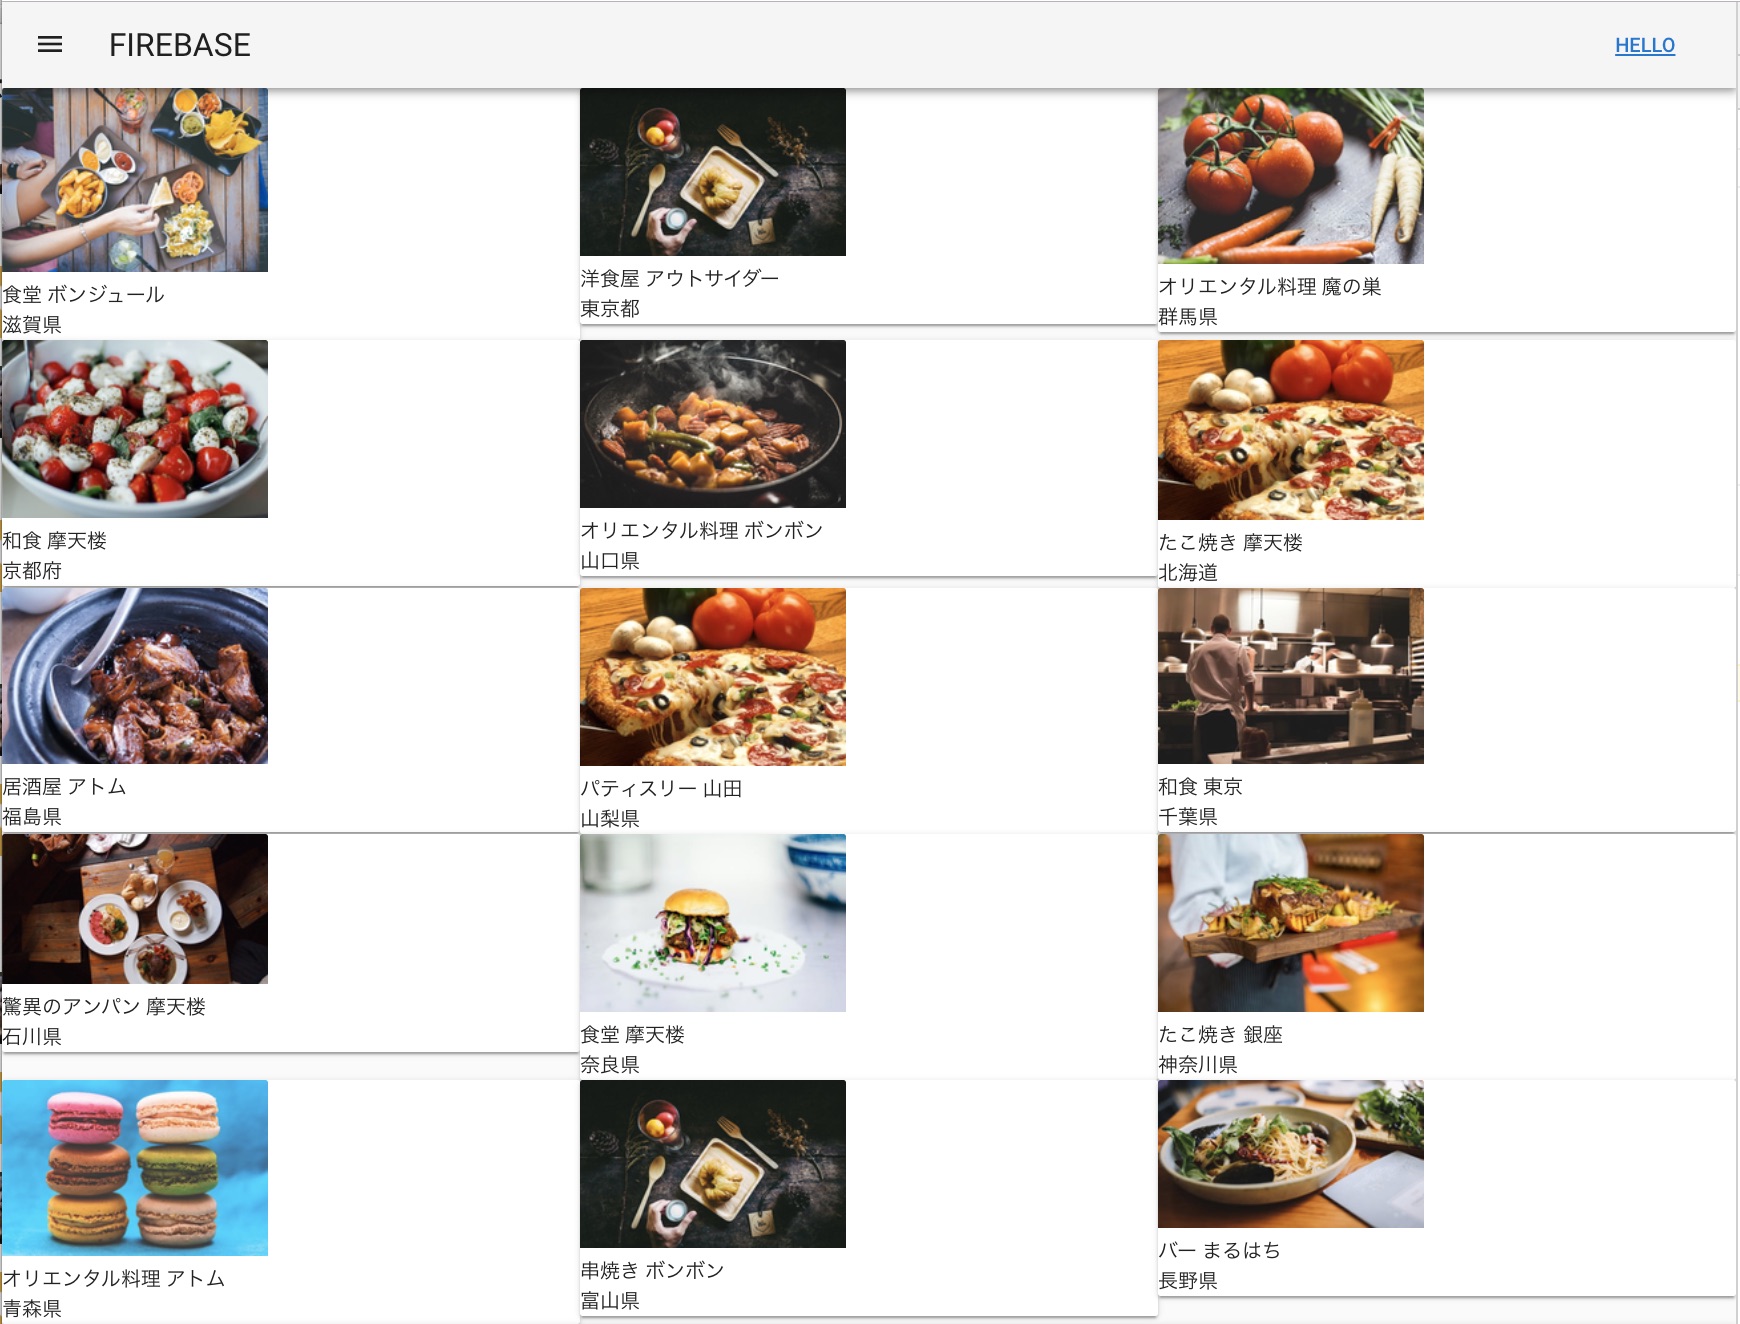 FIREBASE
HELLO
食堂 ボンジュール
滋賀県
洋食屋 アウトサイダー
東京都
オリエンタル料理 魔の巣
群馬県
和食 摩天楼
京都府
オリエンタル料理 ボンボン
山口県
たこ焼き 摩天楼
北海道
居酒屋 アトム
福島県
パティスリー 山田
山梨県
和食 東京
千葉県
驚異のアンパン 摩天楼
石川県
食堂 摩天楼
奈良県
たこ焼き 銀座
神奈川県
オリエンタル料理 アトム
青森県
串焼き ボンボン
富山県
バー まるはち
長野県